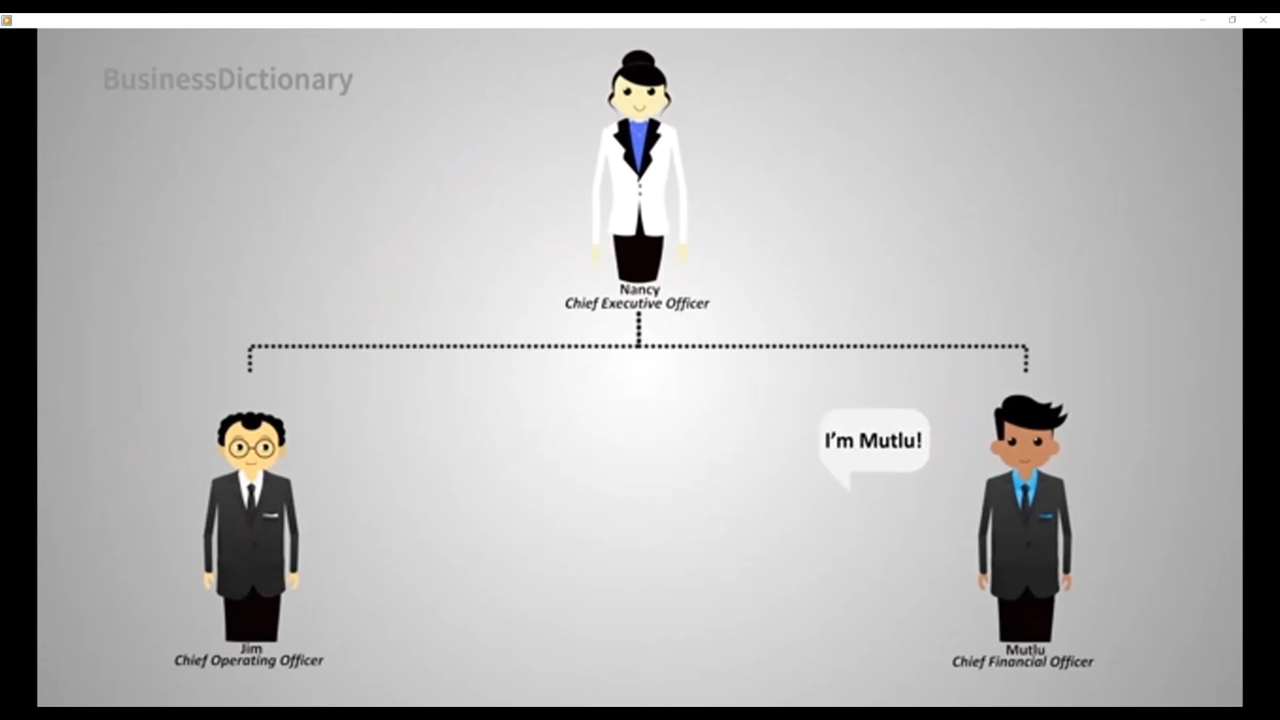 BusinessDictionary
Nancy
Chief Executive Officer
I'm Mutlu!
Jim
Chief Operating Officer
Mutlu
Chief Financial Officer